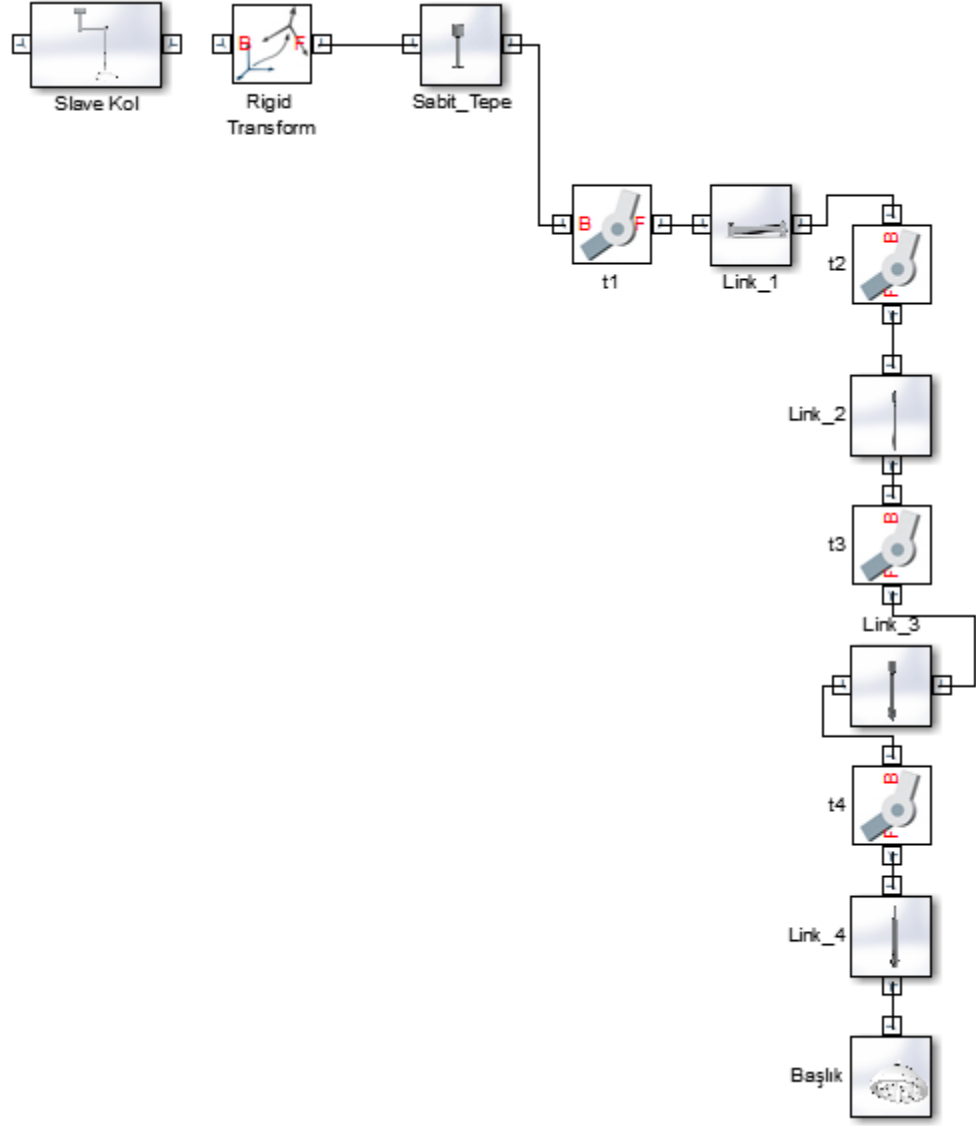 B
F
Slave Kol
Rigid
Transform
Sabit_Tepe
B
F
t1
Link_1
B
t2
F
Link_2
B
t3
F
Link_3
B
t4
F
Link_4
Başlık